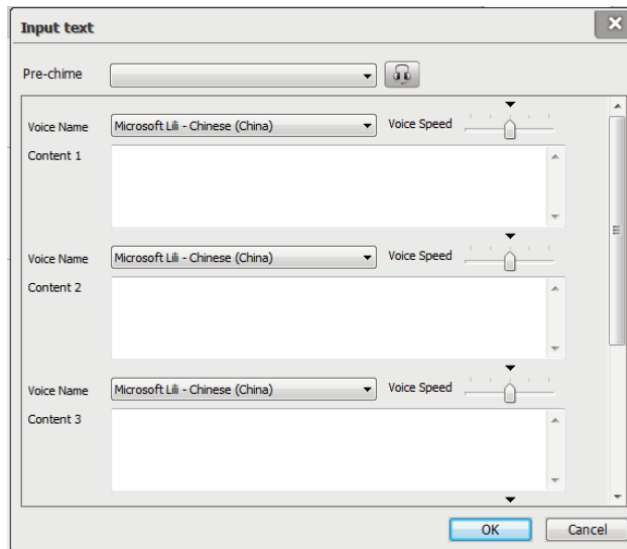 Input text
Pre-chime
Voice Name Microsoft Lili - Chinese (China) Voice Speed
Content 1
Voice Name Microsoft Lili - Chinese (China) Voice Speed
Content 2
Voice Name Microsoft Lili - Chinese (China) Voice Speed
Content 3
OK Cancel